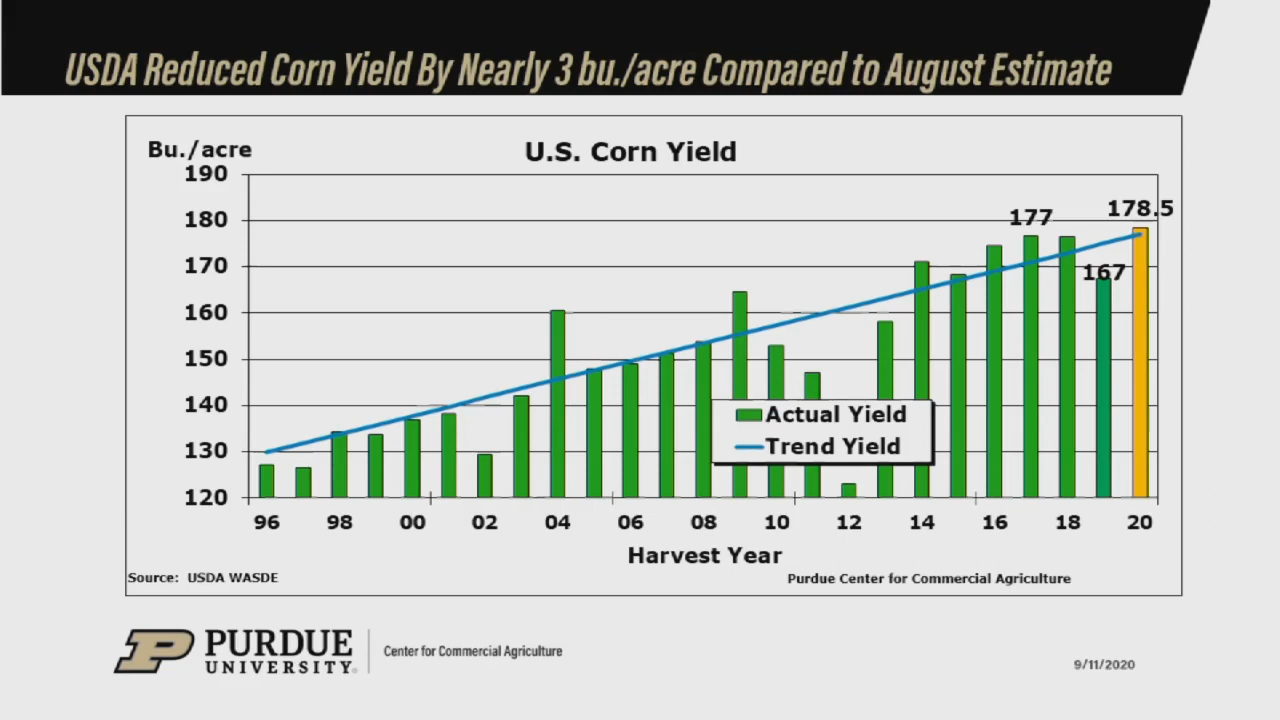 USDA Reduced Corn Yield By Nearly 3 bu./acre Compared to August Estimate
Bu./acre
U.S. Corn Yield
190
180
170
160
150
140
130
120
177
178.5
167
Actual Yield
Trend Yield
96 98 00 02 04 06 08 10 12 14 16 18 20
Harvest Year
Source: USDA WASDE
Purdue Center for Commercial Agriculture
PURDUE
UNIVERSITY
Center for Commercial Agriculture
9/11/2020